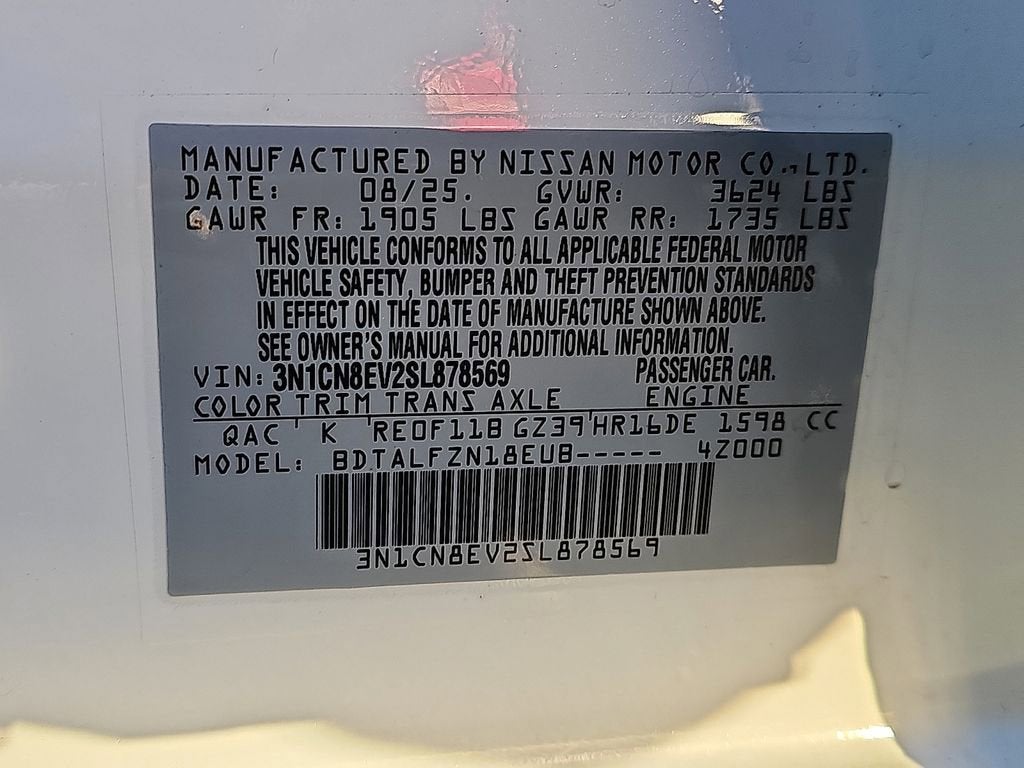 MANUFACTURED BY NISSAN MOTOR CO., LTD.
DATE: 08/25. GVWR: 3624 LBS
GAWR FR: 1905 LBS GAWR RR: 1735 LBS
THIS VEHICLE CONFORMS TO ALL APPLICABLE FEDERAL MOTOR
VEHICLE SAFETY, BUMPER AND THEFT PREVENTION STANDARDS
IN EFFECT ON THE DATE OF MANUFACTURE SHOWN ABOVE.
SEE OWNER'S MANUAL FOR ADDITIONAL INFORMATION.
VIN: 3N1CN8EV2SL878569 PASSENGER CAR.
COLOR TRIM TRANS AXLE ENGINE
QAC ' K ' RE0F11B GZ39 ' HR16DE 1598 CC
MODEL: BDTALFZN18EUB----- 4Z000
3N1CN8EV2SL878569